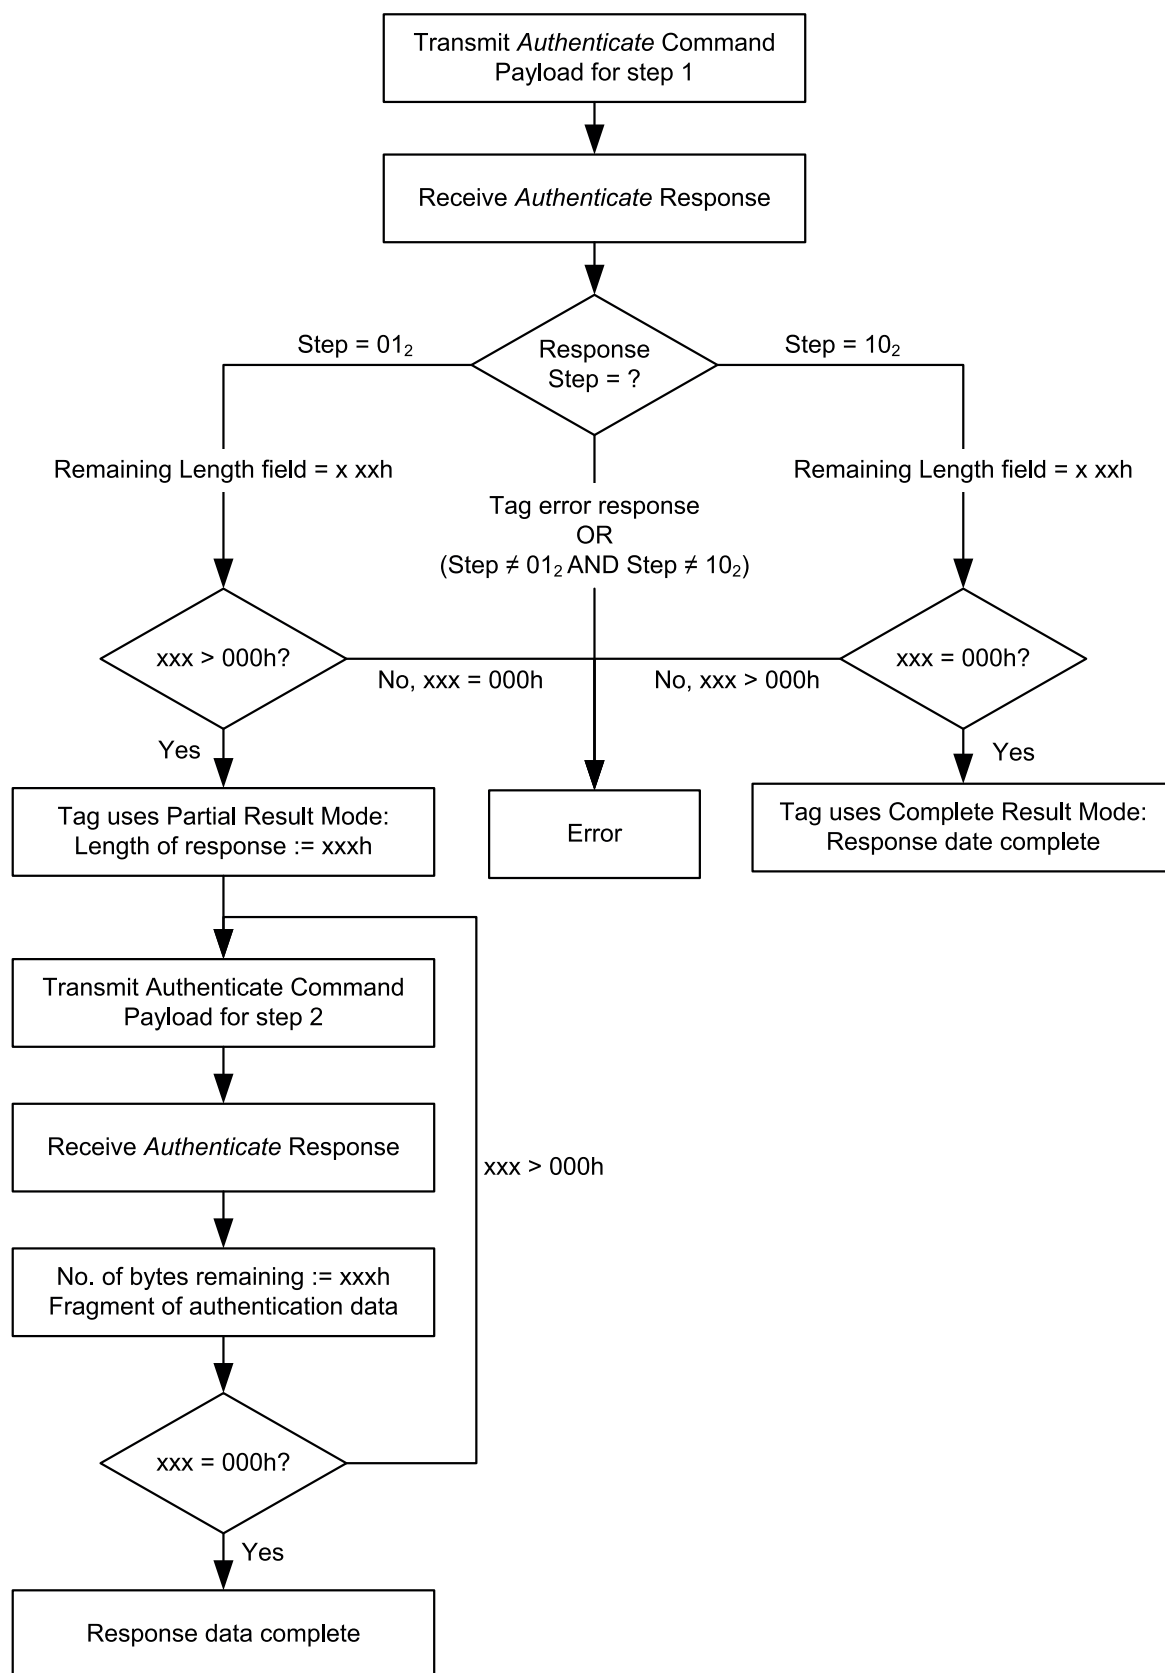 Transmit Authenticate Command
Payload for step 1
Receive Authenticate Response
Response
Step = ?
Step = 01₂
Step = 10₂
Remaining Length field = x xxh
Tag error response
OR
(Step ≠ 01₂ AND Step ≠ 10₂)
Remaining Length field = x xxh
xxx > 000h?
No, xxx = 000h
No, xxx > 000h
xxx = 000h?
Yes
Yes
Tag uses Partial Result Mode:
Length of response := xxxh
Error
Tag uses Complete Result Mode:
Response date complete
Transmit Authenticate Command
Payload for step 2
Receive Authenticate Response
xxx > 000h
No. of bytes remaining := xxxh
Fragment of authentication data
xxx = 000h?
Yes
Response data complete